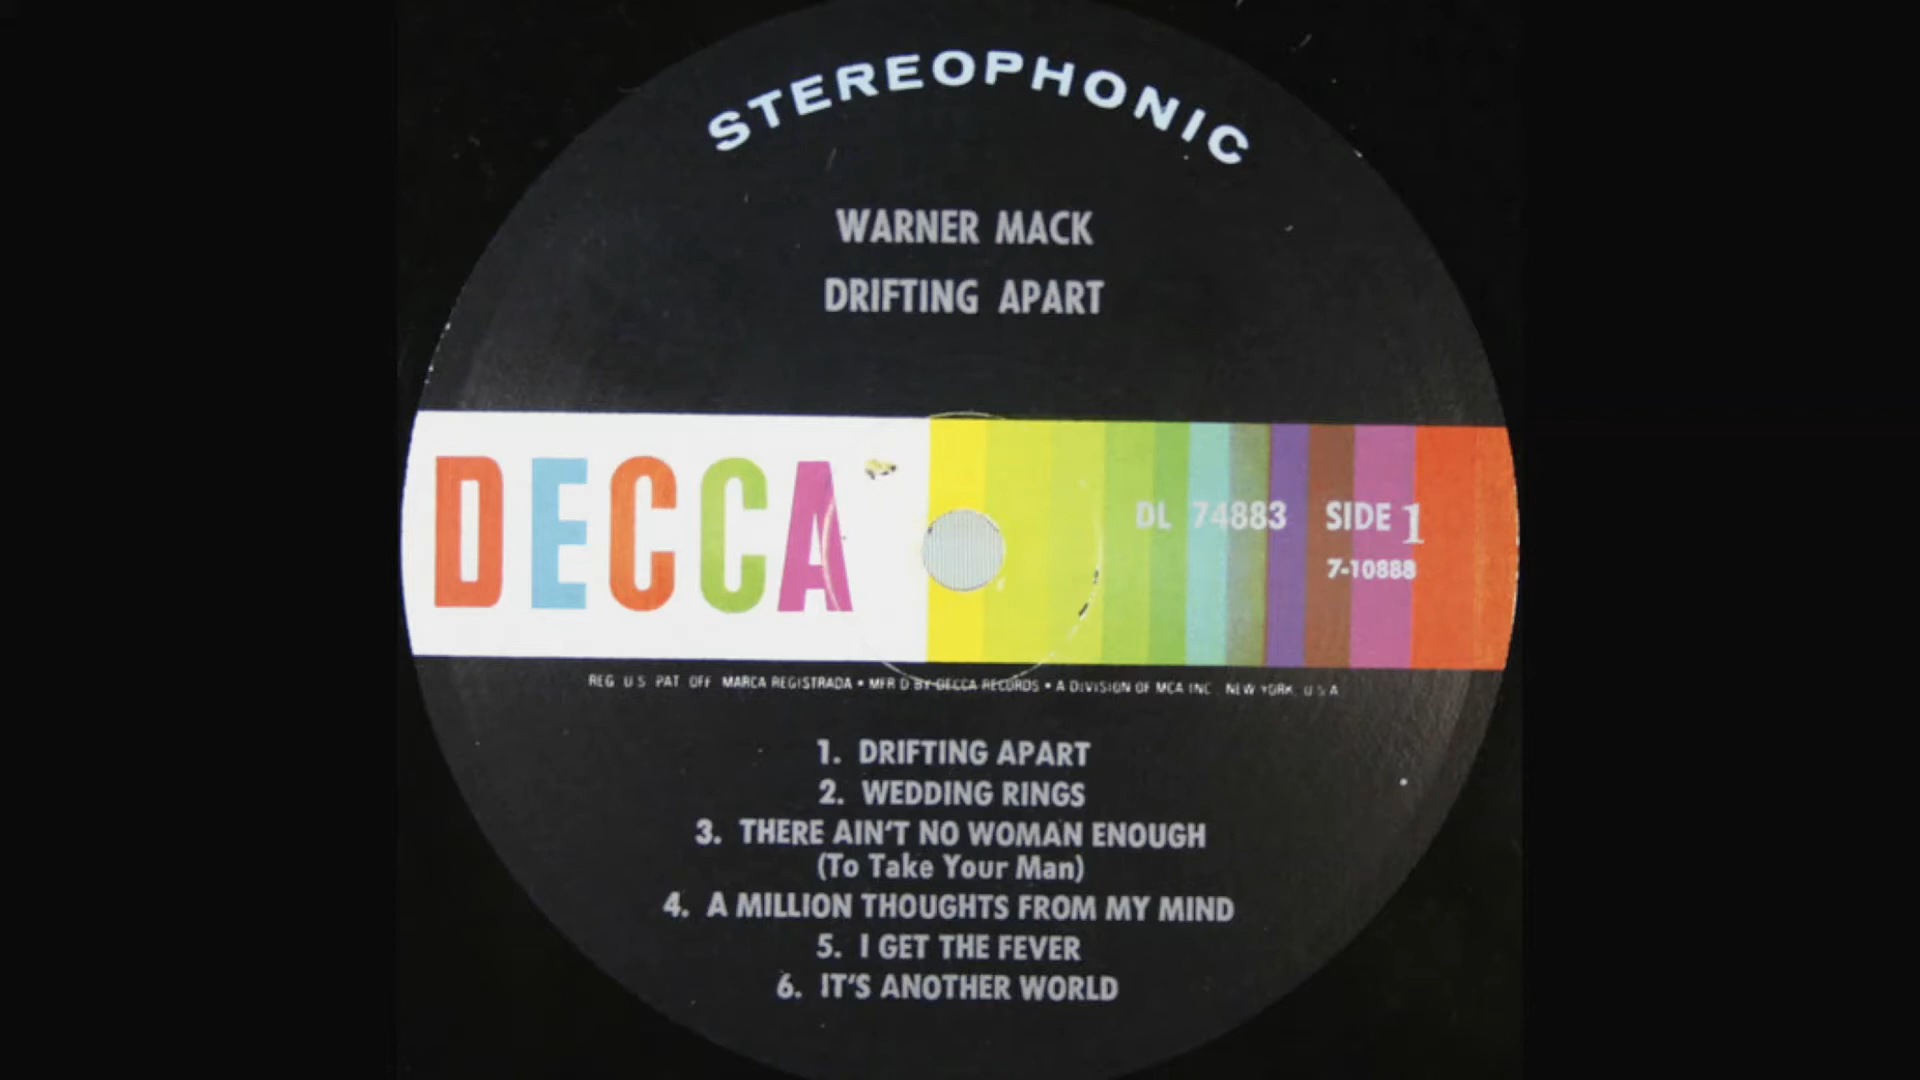 STEREOPHONIC
WARNER MACK
DRIFTING APART
DECCA
DL 74883 SIDE 1
7-10888
REG. U.S. PAT. OFF. MARCA REGISTRADA • MFR'D BY DECCA RECORDS • A DIVISION OF MCA INC., NEW YORK, U.S.A.
1. DRIFTING APART
2. WEDDING RINGS
3. THERE AIN'T NO WOMAN ENOUGH
(To Take Your Man)
4. A MILLION THOUGHTS FROM MY MIND
5. I GET THE FEVER
6. IT'S ANOTHER WORLD